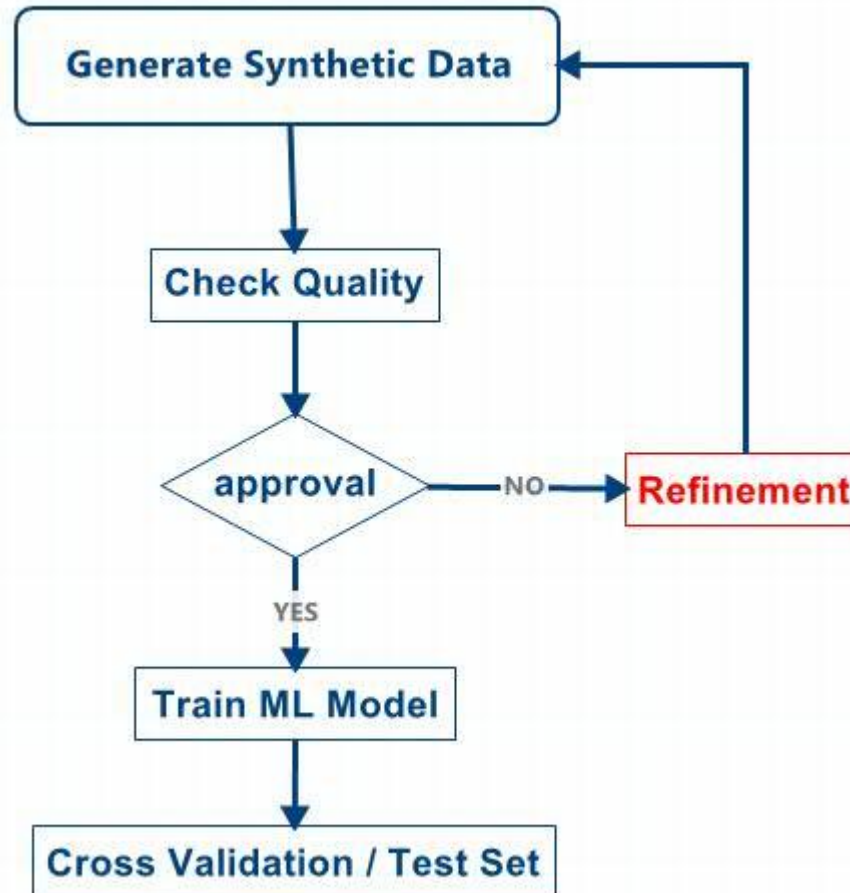 Generate Synthetic Data
Check Quality
approval
NO
Refinement
YES
Train ML Model
Cross Validation / Test Set